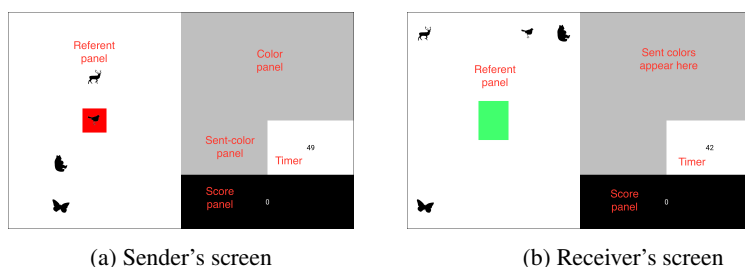 Referent
panel
Color
panel
Sent-color
panel
49
Timer
Score
panel
0
(a) Sender's screen
Sent colors
appear here
Referent
panel
42
Timer
Score
panel
0
(b) Receiver's screen